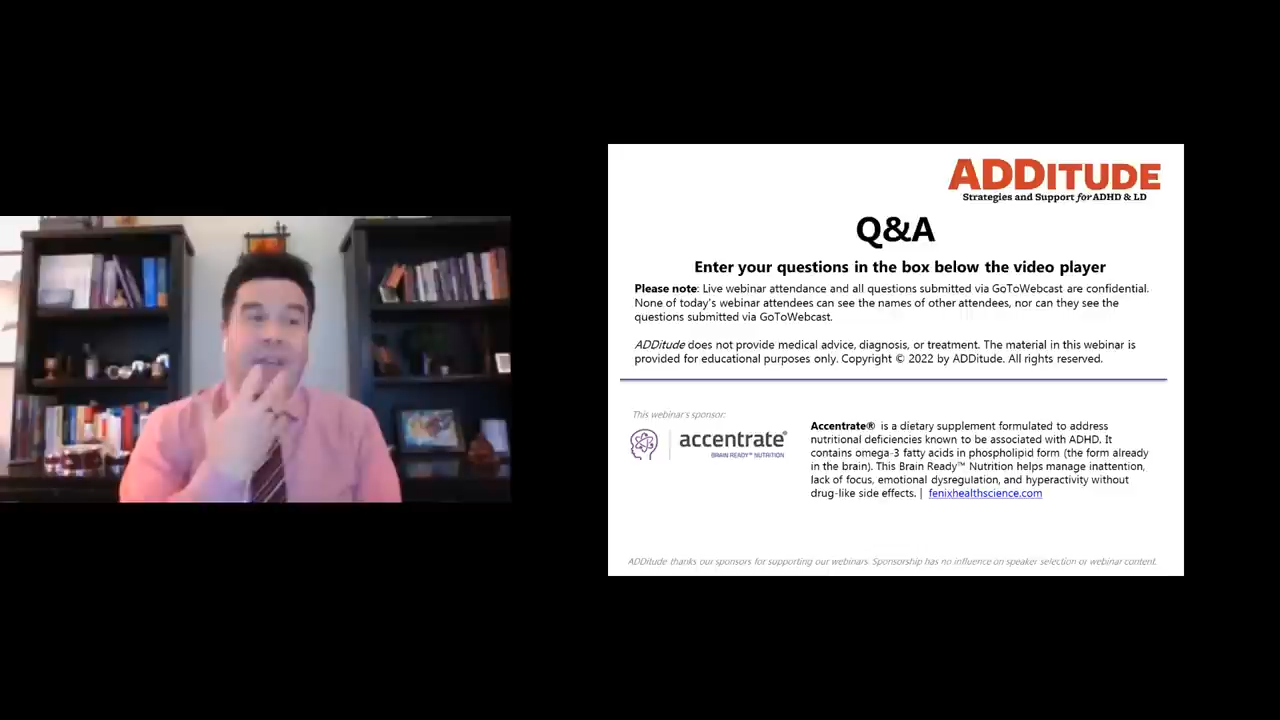 ADDITUDE
Strategies and Support for ADHD & LD
Q&A
Enter your questions in the box below the video player
Please note: Live webinar attendance and all questions submitted via GoToWebcast are confidential.
None of today's webinar attendees can see the names of other attendees, nor can they see the
questions submitted via GoToWebcast.
ADDitude does not provide medical advice, diagnosis, or treatment. The material in this webinar is
provided for educational purposes only. Copyright © 2022 by ADDitude. All rights reserved.
This webinar's sponsor:
accentrate®
BRAIN READY™ NUTRITION
Accentrate® is a dietary supplement formulated to address
nutritional deficiencies known to be associated with ADHD. It
contains omega-3 fatty acids in phospholipid form (the form already
in the brain). This Brain Ready™ Nutrition helps manage inattention,
lack of focus, emotional dysregulation, and hyperactivity without
drug-like side effects. | fenixhealthscience.com
ADDitude thanks our sponsors for supporting our webinars. Sponsorship has no influence on speaker selection or webinar content.